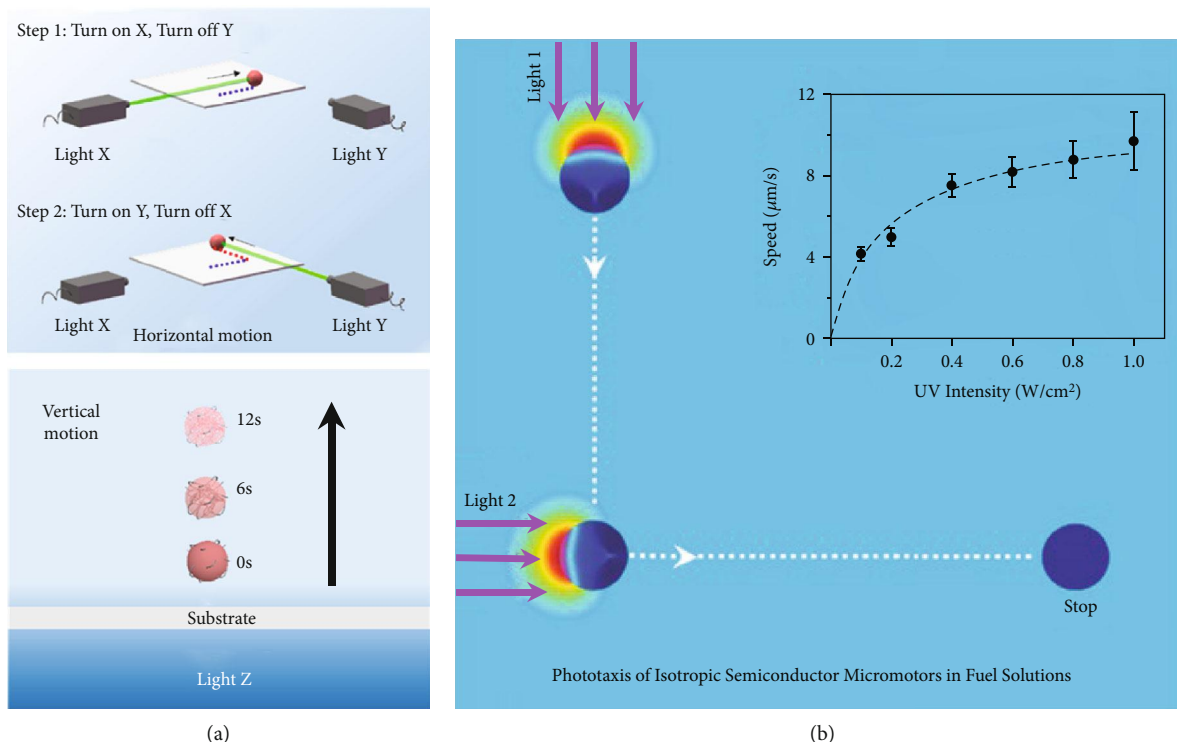 Step 1: Turn on X, Turn off Y
Light X
Light Y
Step 2: Turn on Y, Turn off X
Light X
Light Y
Horizontal motion
Vertical
motion
12s
6s
0s
Substrate
Light Z
(a)
Light 1
Light 2
Stop
12
8
4
0
Speed (μm/s)
0.2 0.4 0.6 0.8 1.0
UV Intensity (W/cm²)
Phototaxis of Isotropic Semiconductor Micromotors in Fuel Solutions
(b)